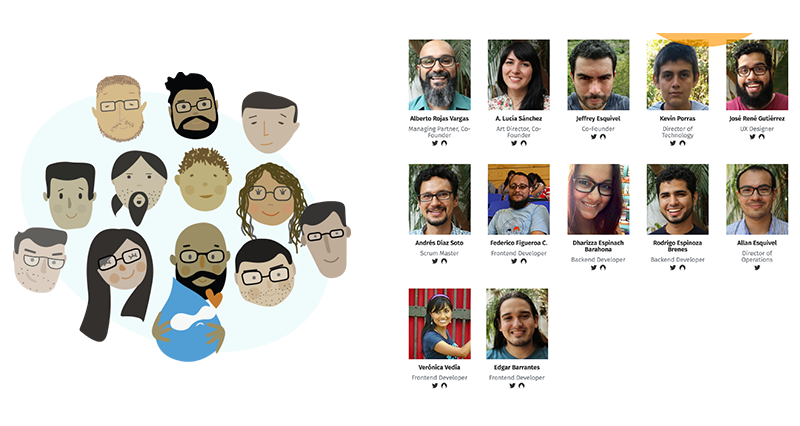 Alberto Rojas Vargas
Managing Partner, Co-
Founder
A. Lucía Sánchez
Art Director, Co-
Founder
Jeffrey Esquivel
Co-Founder
Kevin Porras
Director of
Technology
José René Gutiérrez
UX Designer
Andrés Díaz Soto
Scrum Master
Federico Figueroa C.
Frontend Developer
Dharizza Espinach
Barahona
Backend Developer
Rodrigo Espinoza
Brenes
Backend Developer
Allan Esquivel
Director of
Operations
Verónica Vedia
Frontend Developer
Edgar Barrantes
Frontend Developer